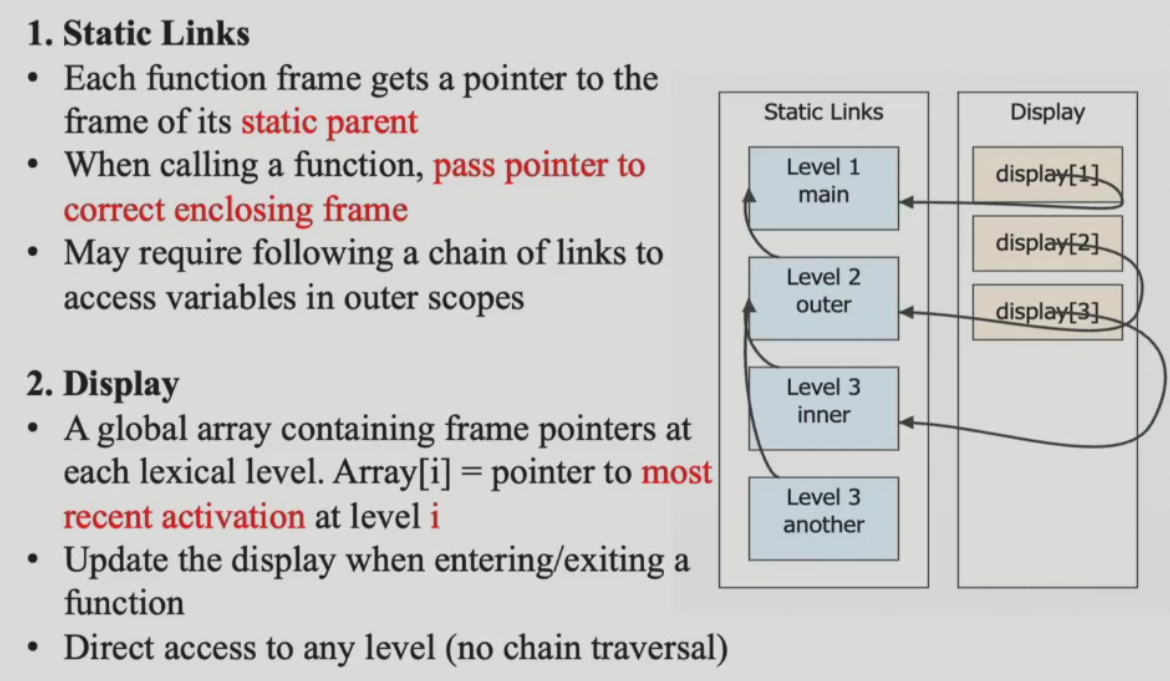 1. Static Links
• Each function frame gets a pointer to the
frame of its static parent
• When calling a function, pass pointer to
correct enclosing frame
• May require following a chain of links to
access variables in outer scopes
2. Display
• A global array containing frame pointers at
each lexical level. Array[i] = pointer to most
recent activation at level i
• Update the display when entering/exiting a
function
• Direct access to any level (no chain traversal)
Static Links
Level 1
main
Level 2
outer
Level 3
inner
Level 3
another
Display
display[1]
display[2]
display[3]